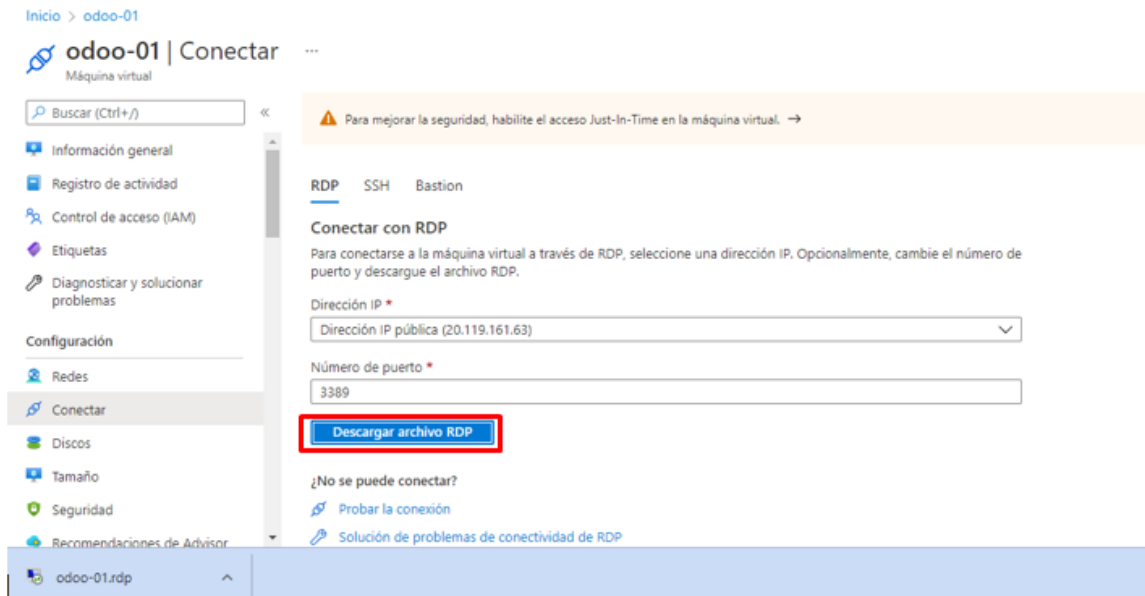 Inicio > odoo-01
odoo-01 | Conectar ...
Máquina virtual
Buscar (Ctrl+/)
«
Información general
Registro de actividad
Control de acceso (IAM)
Etiquetas
Diagnosticar y solucionar
problemas
Configuración
Redes
Conectar
Discos
Tamaño
Seguridad
Recomendaciones de Advisor
Para mejorar la seguridad, habilite el acceso Just-In-Time en la máquina virtual. →
RDP SSH Bastion
Conectar con RDP
Para conectarse a la máquina virtual a través de RDP, seleccione una dirección IP. Opcionalmente, cambie el número de
puerto y descargue el archivo RDP.
Dirección IP *
Dirección IP pública (20.119.161.63)
Número de puerto *
3389
Descargar archivo RDP
¿No se puede conectar?
Probar la conexión
Solución de problemas de conectividad de RDP
odoo-01.rdp